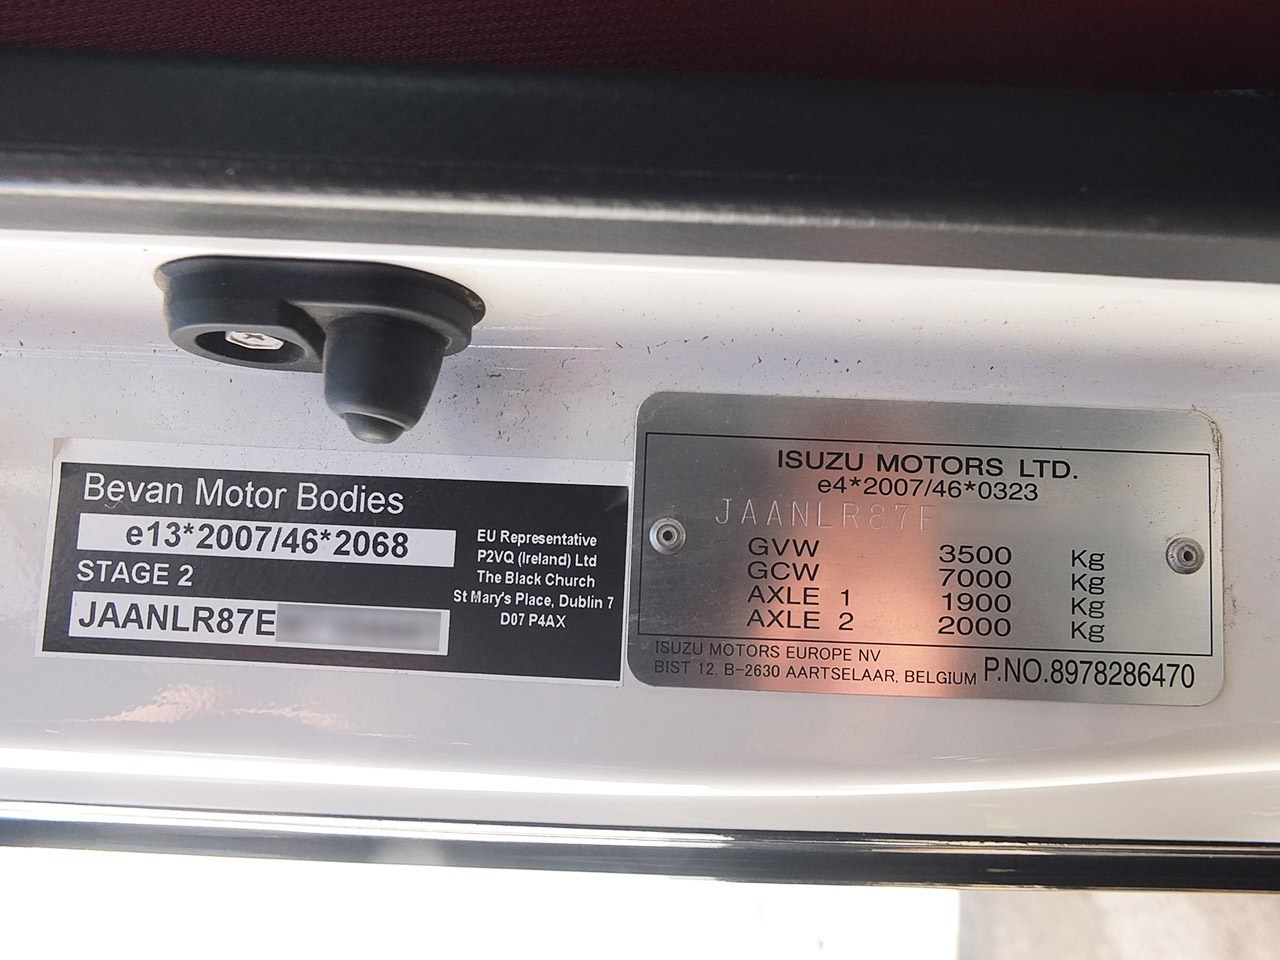 Bevan Motor Bodies
e13*2007/46*2068
STAGE 2
JAANLR87E
EU Representative
P2VQ (Ireland) Ltd
The Black Church
St Mary's Place, Dublin 7
D07 P4AX
ISUZU MOTORS LTD.
e4*2007/46*0323
JAANLR87E
GVW 3500 Kg
GCW 7000 Kg
AXLE 1 1900 Kg
AXLE 2 2000 Kg
ISUZU MOTORS EUROPE NV
BIST 12, B-2630 AARTSELAAR, BELGIUM P.NO.8978286470